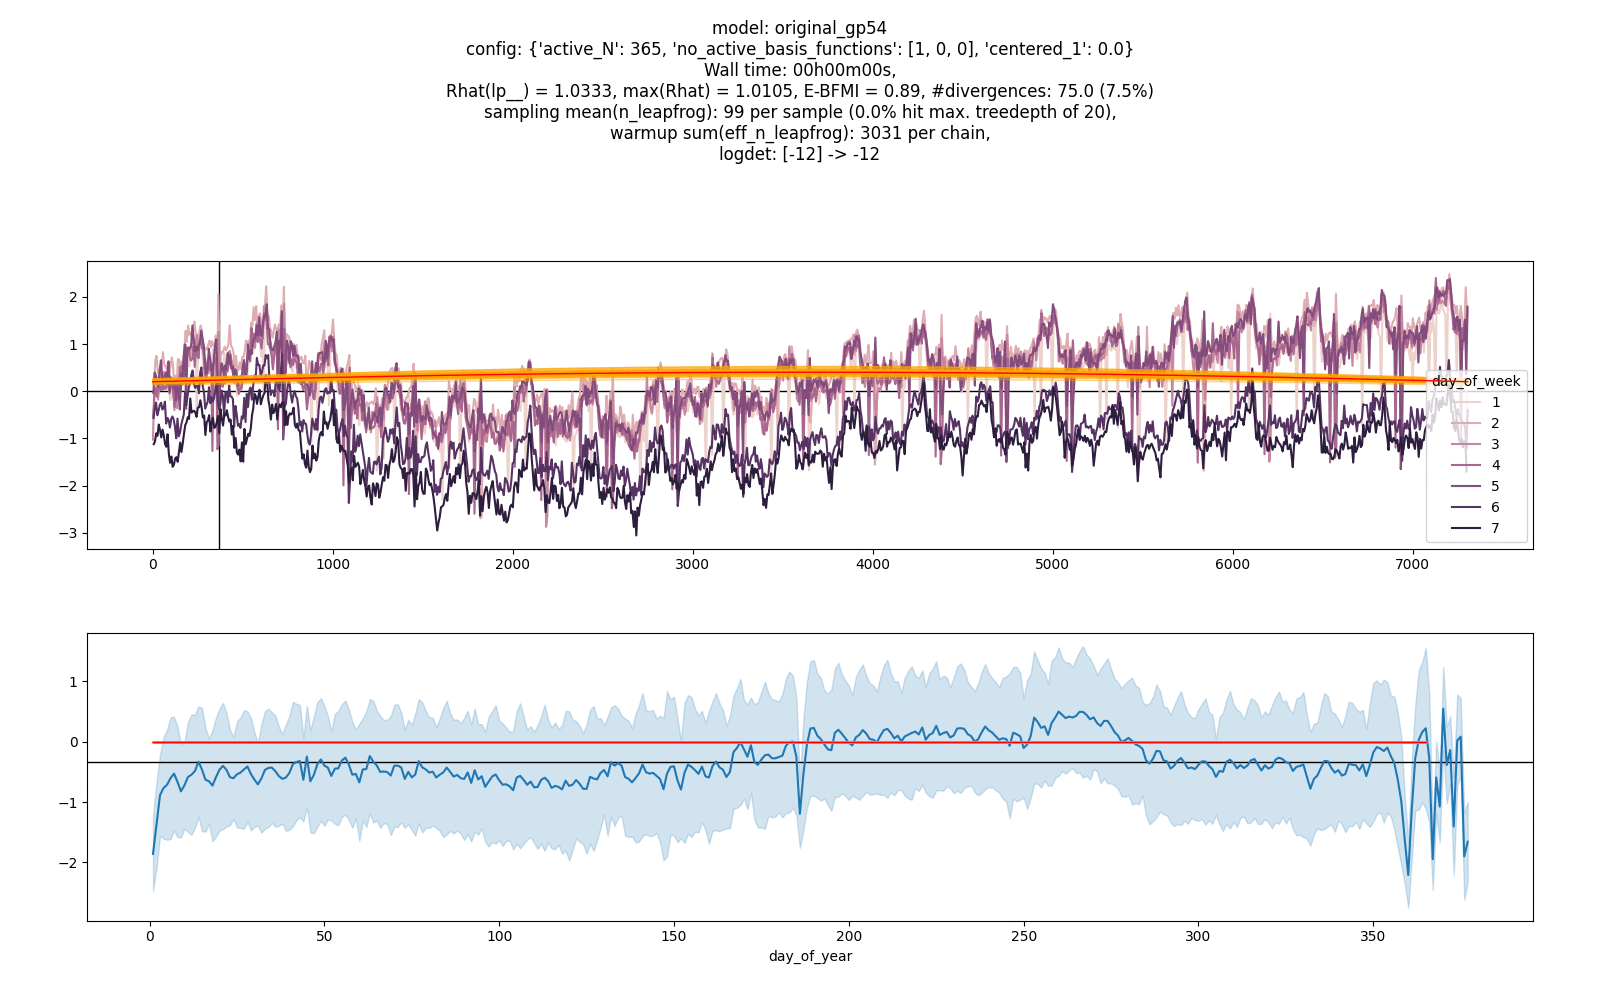 model: original_gp54
config: {'active_N': 365, 'no_active_basis_functions': [1, 0, 0], 'centered_1': 0.0}
Wall time: 00h00m00s,
Rhat(lp__) = 1.0333, max(Rhat) = 1.0105, E-BFMI = 0.89, #divergences: 75.0 (7.5%)
sampling mean(n_leapfrog): 99 per sample (0.0% hit max. treedepth of 20),
warmup sum(eff_n_leapfrog): 3031 per chain,
logdet: [-12] -> -12
2
1
0
−1
−2
−3
day_of_week
1
2
3
4
5
6
7
0 1000 2000 3000 4000 5000 6000 7000
1
0
−1
−2
0 50 100 150 200 250 300 350
day_of_year